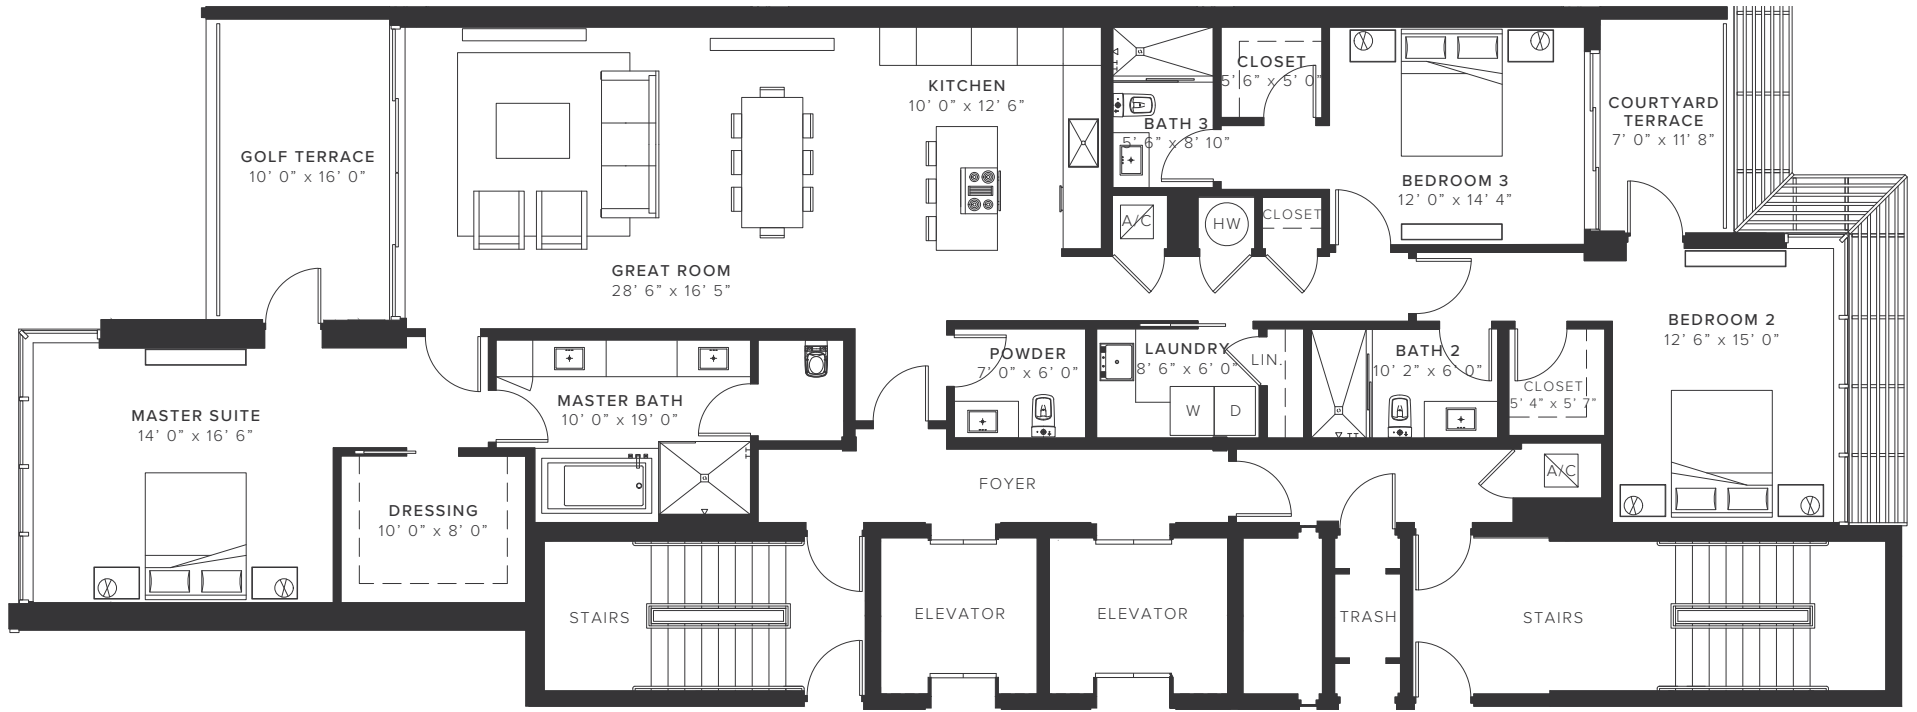 GOLF TERRACE
10’ 0” x 16’ 0”
GREAT ROOM
28’ 6” x 16’ 5”
KITCHEN
10’ 0” x 12’ 6”
BATH 3
5’ 6” x 8’ 10”
CLOSET
5’ 6” x 5’ 0”
BEDROOM 3
12’ 0” x 14’ 4”
COURTYARD
TERRACE
7’ 0” x 11’ 8”
A/C
HW
CLOSET
MASTER SUITE
14’ 0” x 16’ 6”
MASTER BATH
10’ 0” x 19’ 0”
DRESSING
10’ 0” x 8’ 0”
POWDER
7’ 0” x 6’ 0”
LAUNDRY
8’ 6” x 6’ 0”
W
D
LIN.
BATH 2
10’ 2” x 6’ 0”
CLOSET
5’ 4” x 5’ 7”
BEDROOM 2
12’ 6” x 15’ 0”
FOYER
A/C
STAIRS
ELEVATOR
ELEVATOR
TRASH
STAIRS